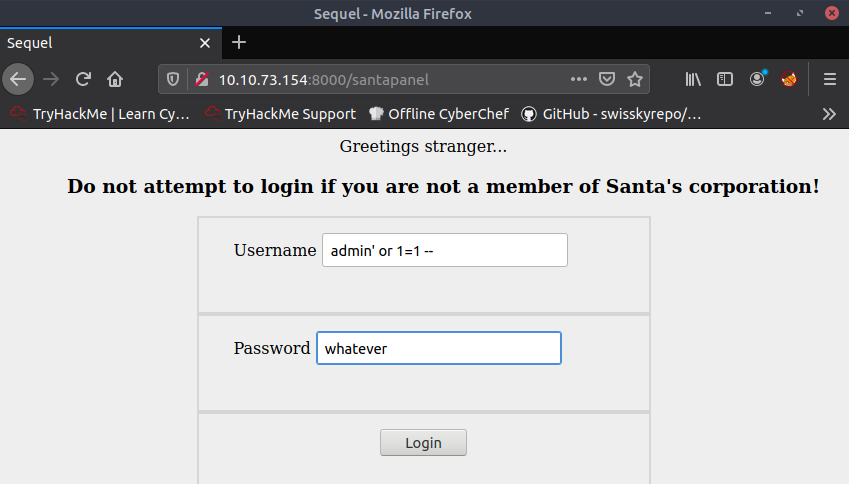 Sequel - Mozilla Firefox
Sequel
10.10.73.154:8000/santapanel
TryHackMe | Learn Cy… TryHackMe Support Offline CyberChef GitHub - swisskyrepo/…
Greetings stranger...
Do not attempt to login if you are not a member of Santa's corporation!
Username admin' or 1=1 --
Password whatever
Login